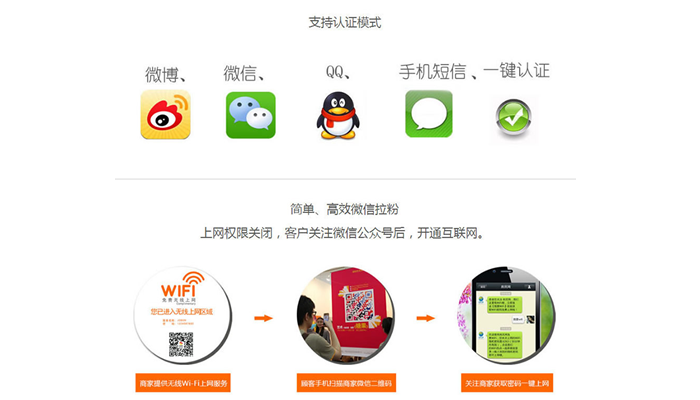 支持认证模式
微博、
微信、
QQ、
手机短信、
一键认证
简单、高效微信拉粉
上网权限关闭，客户关注微信公众号后，开通互联网。
WIFI
免费无线上网
您已进入无线上网区域
商家提供无线Wi-Fi上网服务
顾客手机扫描商家微信二维码
关注商家获取密码一键上网